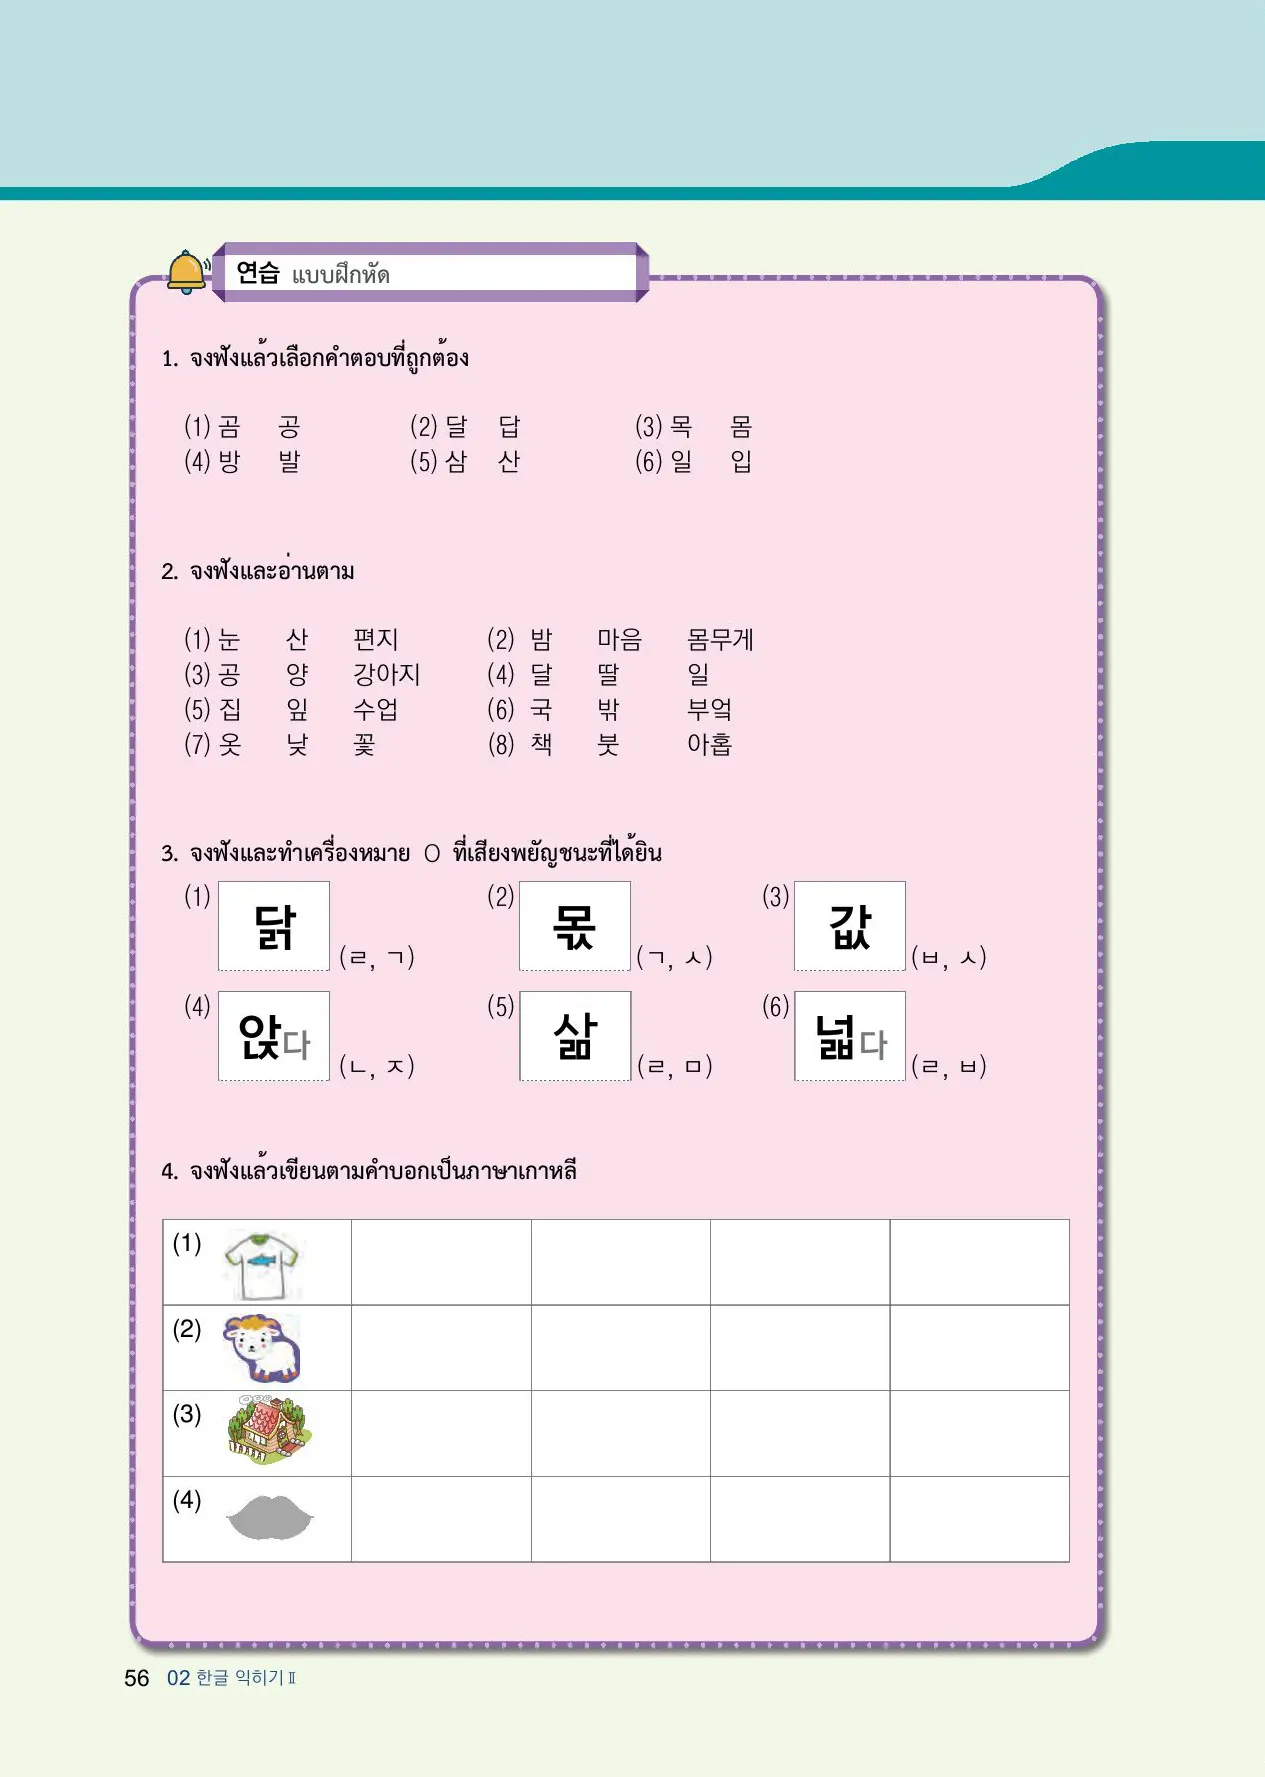 연습 แบบฝึกหัด
1. จงฟังแล้วเลือกคำตอบที่ถูกต้อง
(1) 곰 공 (2) 달 답 (3) 목 몸
(4) 방 발 (5) 삼 산 (6) 일 입
2. จงฟังและอ่านตาม
(1) 눈 산 편지 (2) 밤 마음 몸무게
(3) 공 양 강아지 (4) 달 딸 일
(5) 집 잎 수업 (6) 국 밖 부엌
(7) 옷 낮 꽃 (8) 책 붓 아홉
3. จงฟังและทำเครื่องหมาย O ที่เสียงพยัญชนะที่ได้ยิน
(1) 닭 (ㄹ, ㄱ) (2) 몫 (ㄱ, ㅅ) (3) 값 (ㅂ, ㅅ)
(4) 앉다 (ㄴ, ㅈ) (5) 삶 (ㄹ, ㅁ) (6) 넓다 (ㄹ, ㅂ)
4. จงฟังแล้วเขียนตามคำบอกเป็นภาษาเกาหลี
(1)
(2)
(3)
(4)
56 02 한글 익히기 Ⅱ